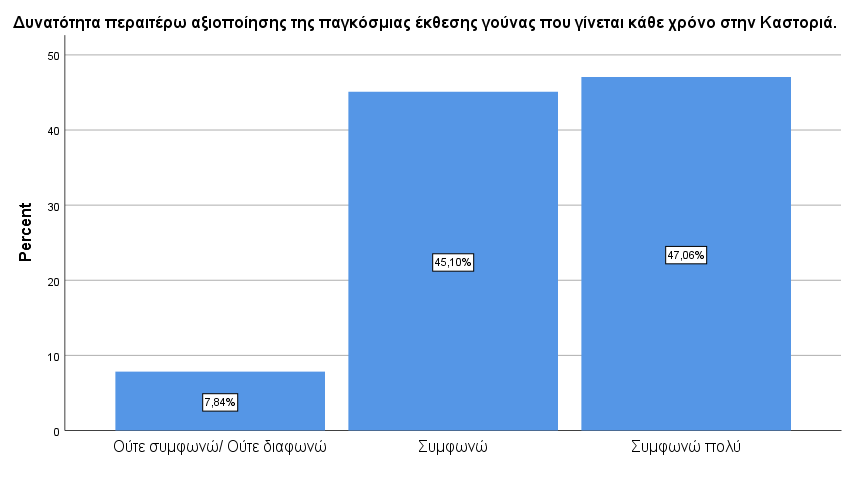 Δυνατότητα περαιτέρω αξιοποίησης της παγκόσμιας έκθεσης γούνας που γίνεται κάθε χρόνο στην Καστοριά.
50
40
30
20
10
0
Percent
7,84%
45,10%
47,06%
Ούτε συμφωνώ/ Ούτε διαφωνώ
Συμφωνώ
Συμφωνώ πολύ